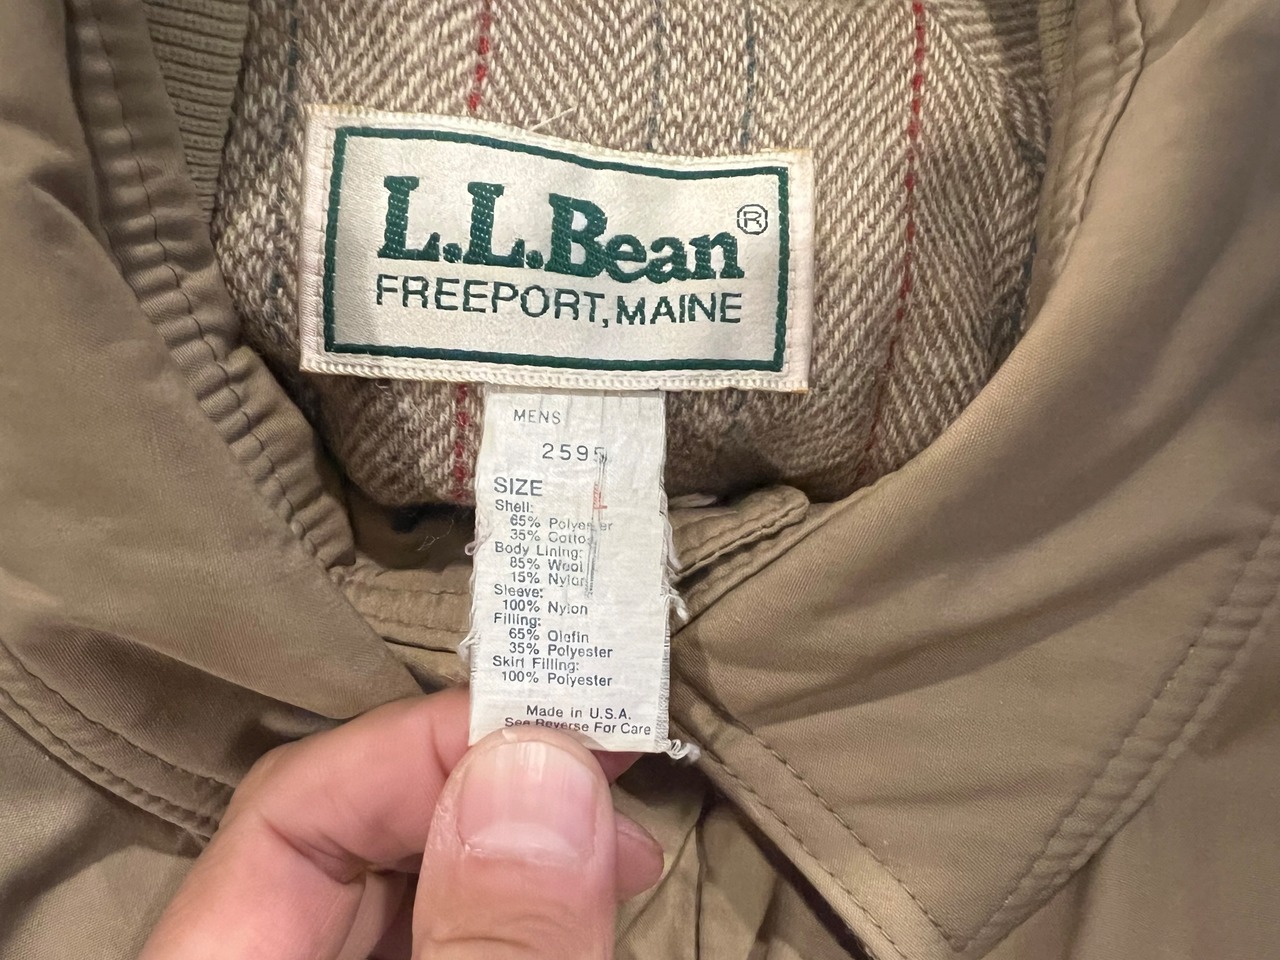 L.L.Bean®
FREEPORT, MAINE
MENS
2595
SIZE
Shell:
65% Polyester
35% Cotton
Body Lining:
85% Wool
15% Nylon
Sleeve:
100% Nylon
Filling:
65% Olefin
35% Polyester
Skirt Filling:
100% Polyester
Made in U.S.A.
See Reverse For Care